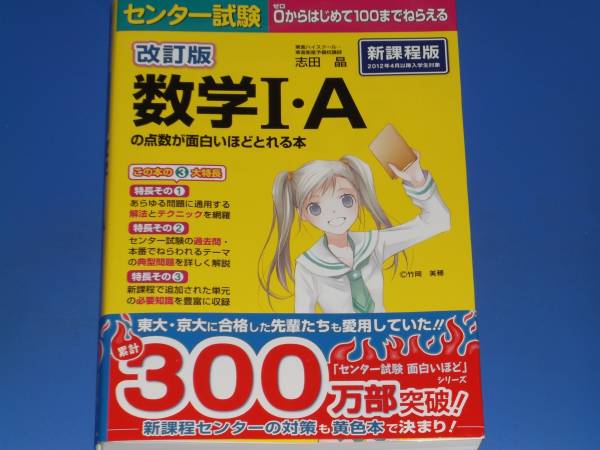 センター試験
ゼロ
0からはじめて100までねらえる
改訂版
東進ハイスクール・
東進衛星予備校講師
志田 晶
新課程版
2012年4月以降入学生対象
数学I・A
の点数が面白いほどとれる本
この本の3大特長
特長その1
あらゆる問題に通用する
解法とテクニックを網羅
特長その2
センター試験の過去問・
本番でねらわれるテーマ
の典型問題を詳しく解説
特長その3
新課程で追加された単元
の必要知識を豊富に収録
©竹岡 美穂
東大・京大に合格した先輩たちも愛用していた!!
累計
300
「センター試験 面白いほど」
シリーズ
万部突破!
新課程センターの対策も黄色本で決まり!